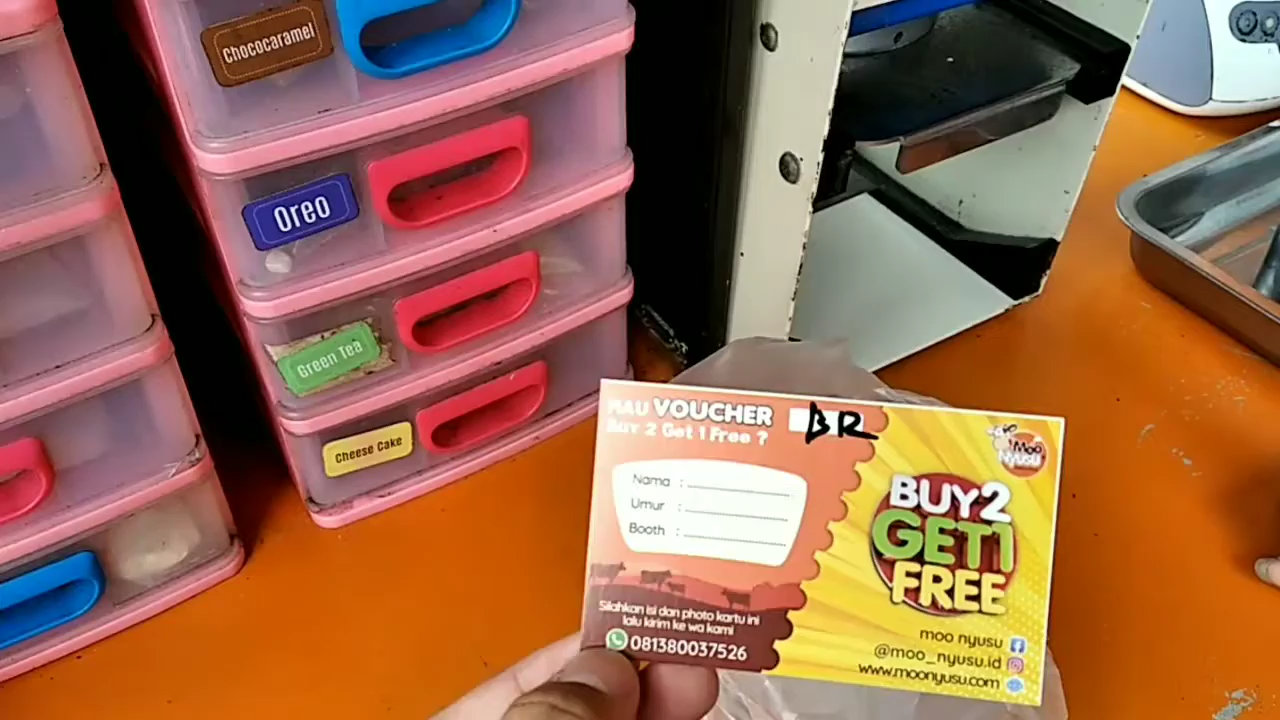 Chococaramel
Oreo
Green Tea
Cheese Cake
MAU VOUCHER
Buy 2 Get 1 Free ?
BR
Nama : 
Umur : 
Booth : 
Silahkan isi dan photo kartu ini
lalu kirim ke wa kami
081380037526
Moo
NYUSU
BUY2
GET1
FREE
moo nyusu
@moo_nyusu.id
www.moonyusu.com